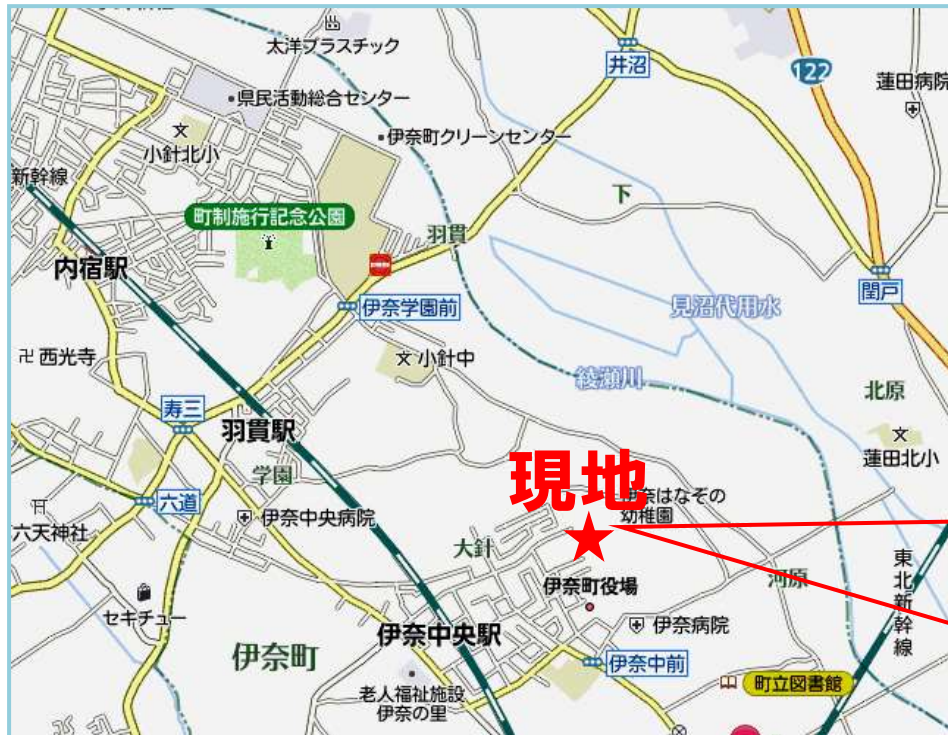 太洋プラスチック
井沼
122
蓮田病院
県民活動総合センター
小針北小
伊奈町クリーンセンター
新幹線
下
町制施行記念公園
羽貫
内宿駅
閏戸
伊奈学園前
見沼代用水
西光寺
小針中
綾瀬川
北原
寿三
羽貫駅
蓮田北小
学園
現地
伊奈はなぞの
幼稚園
六道
伊奈中央病院
六天神社
大針
東北新幹線
河原
伊奈町役場
セキチュー
伊奈中央駅
伊奈病院
伊奈町
伊奈中前
老人福祉施設
伊奈の里
町立図書館